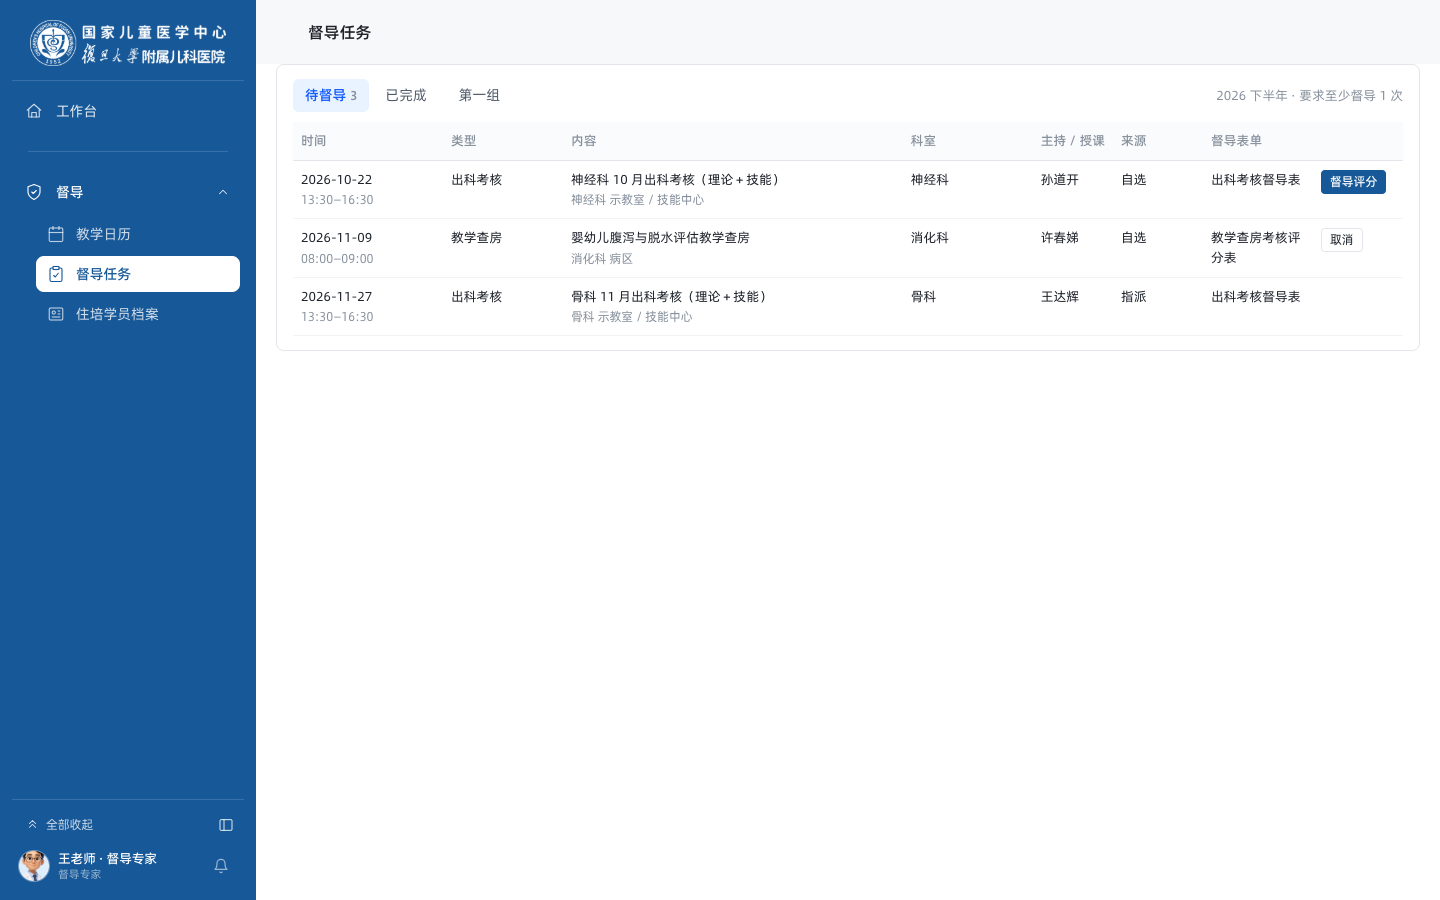 国家儿童医学中心
復旦大学附属儿科医院
1952
工作台
督导
教学日历
督导任务
住培学员档案
全部收起
王老师 · 督导专家
督导专家
督导任务
待督导 3
已完成
第一组
2026 下半年 · 要求至少督导 1 次
时间 类型 内容 科室 主持 / 授课 来源 督导表单
2026-10-22 出科考核 神经科 10 月出科考核（理论 + 技能） 神经科 孙道开 自选 出科考核督导表 督导评分
13:30–16:30 神经科 示教室 / 技能中心
2026-11-09 教学查房 婴幼儿腹泻与脱水评估教学查房 消化科 许春娣 自选 教学查房考核评 取消
08:00–09:00 消化科 病区 分表
2026-11-27 出科考核 骨科 11 月出科考核（理论 + 技能） 骨科 王达辉 指派 出科考核督导表
13:30–16:30 骨科 示教室 / 技能中心